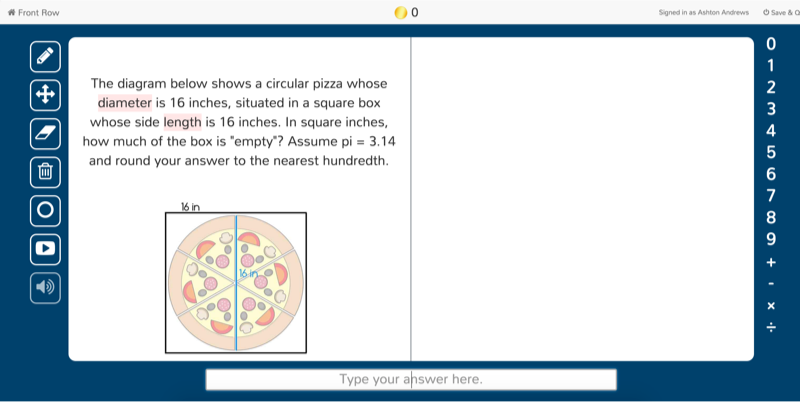 Front Row
0
Signed in as Ashton Andrews
Save & Q
The diagram below shows a circular pizza whose
diameter is 16 inches, situated in a square box
whose side length is 16 inches. In square inches,
how much of the box is "empty"? Assume pi = 3.14
and round your answer to the nearest hundredth.
16 in
16 in
0
1
2
3
4
5
6
7
8
9
+
-
×
÷
Type your answer here.